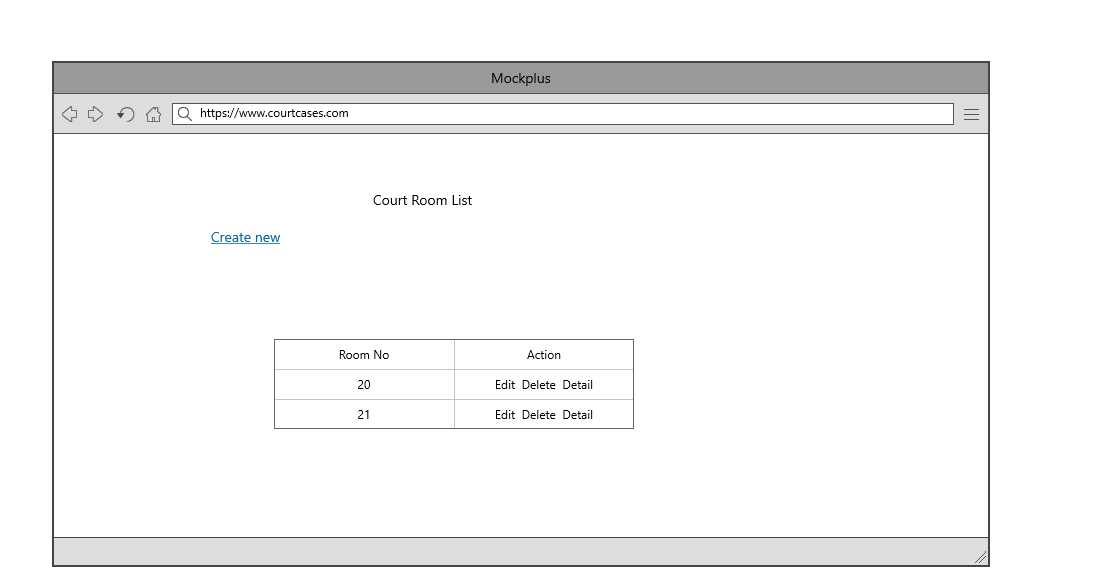 Mockplus
https://www.courtcases.com
Court Room List
Create new
Room No Action
20 Edit Delete Detail
21 Edit Delete Detail